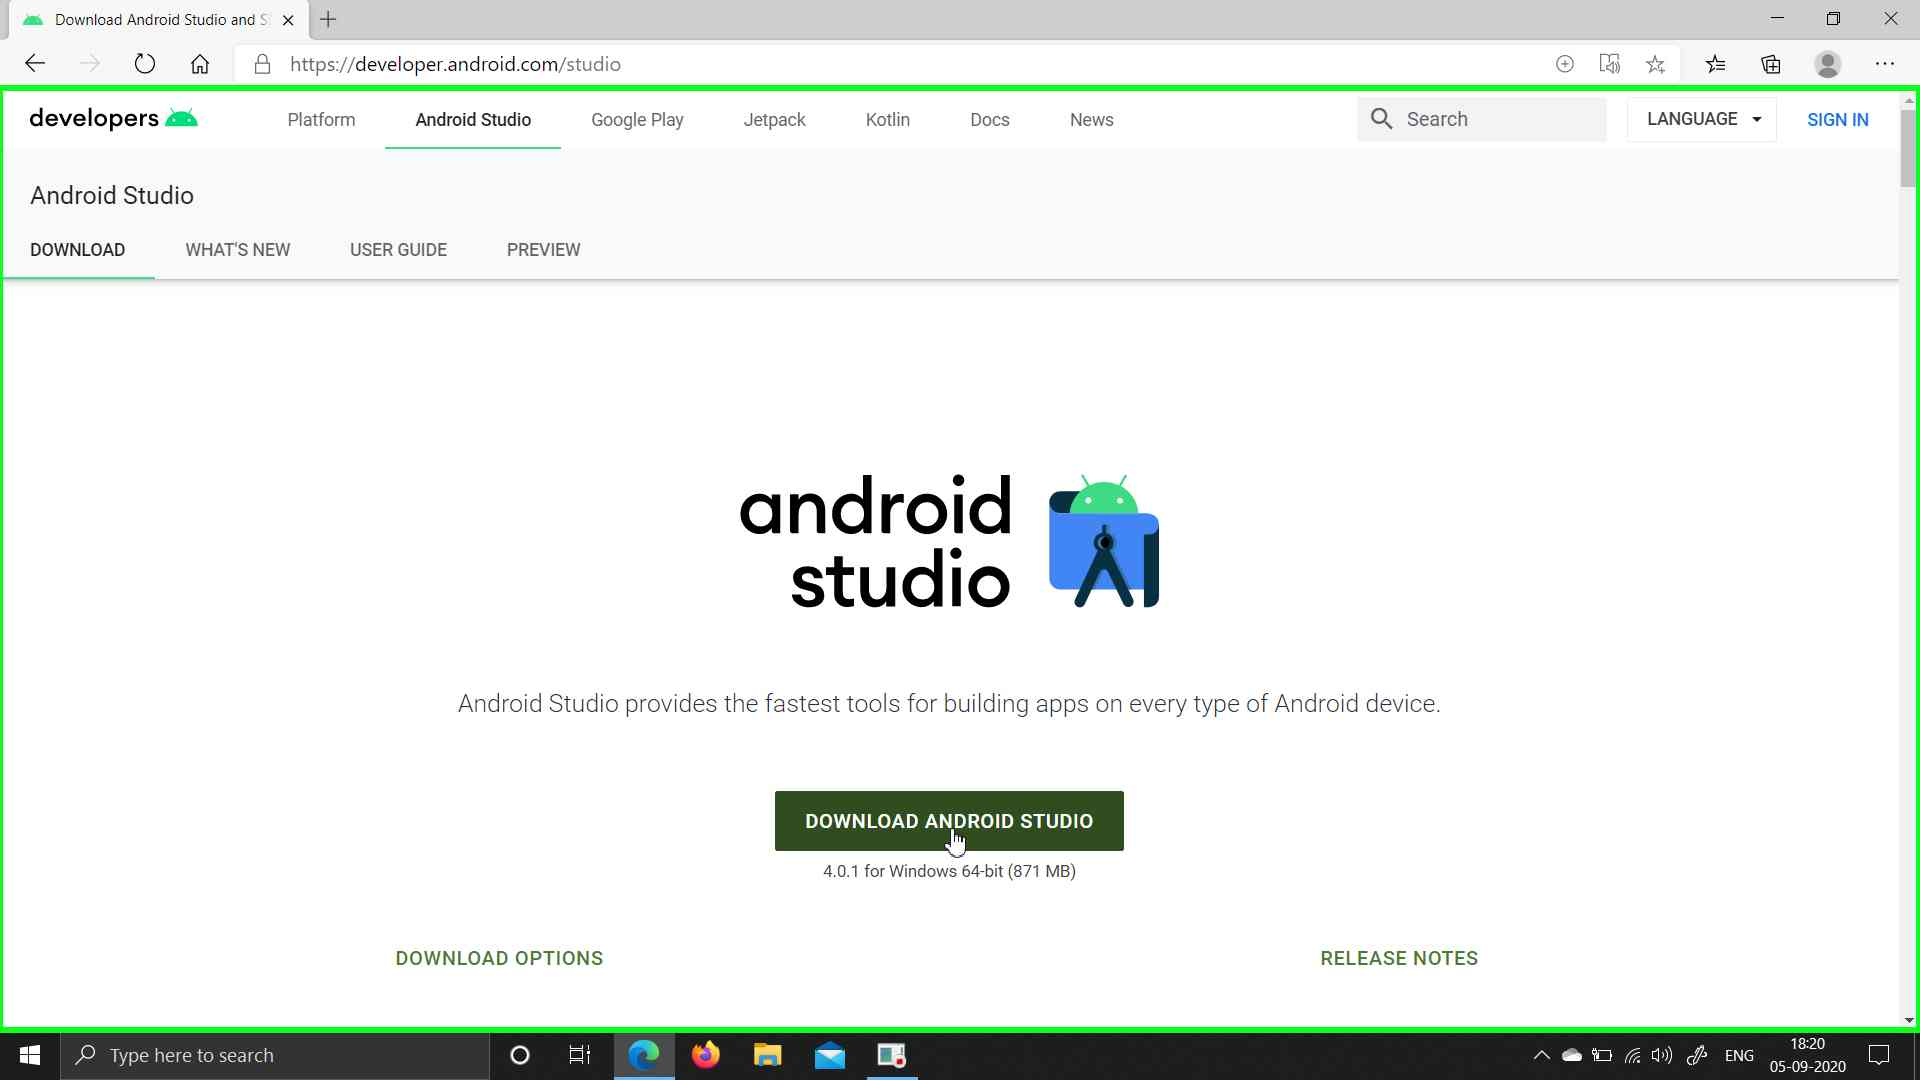 Download Android Studio and S
https://developer.android.com/studio
developers
Platform
Android Studio
Google Play
Jetpack
Kotlin
Docs
News
Search
LANGUAGE
SIGN IN
Android Studio
DOWNLOAD
WHAT'S NEW
USER GUIDE
PREVIEW
android
studio
Android Studio provides the fastest tools for building apps on every type of Android device.
DOWNLOAD ANDROID STUDIO
4.0.1 for Windows 64-bit (871 MB)
DOWNLOAD OPTIONS
RELEASE NOTES
Type here to search
ENG
18:20
05-09-2020